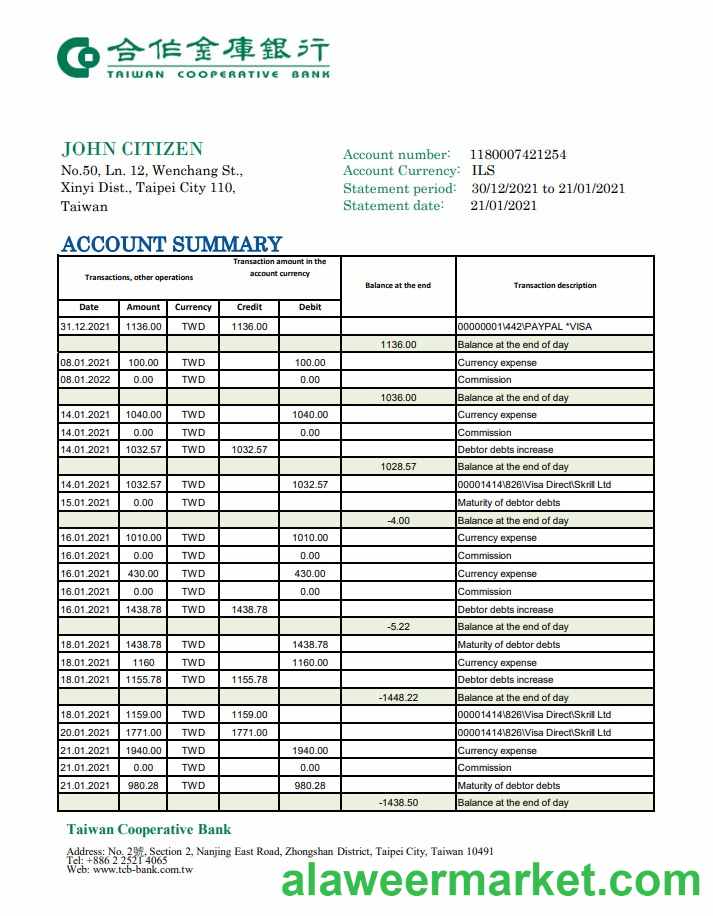 合作金庫銀行
TAIWAN COOPERATIVE BANK
JOHN CITIZEN
No.50, Ln. 12, Wenchang St.,
Xinyi Dist., Taipei City 110,
Taiwan
Account number: 1180007421254
Account Currency: ILS
Statement period: 30/12/2021 to 21/01/2021
Statement date: 21/01/2021
ACCOUNT SUMMARY
Transactions, other operations
Transaction amount in the
account currency
Balance at the end
Transaction description
Date Amount Currency Credit Debit
31.12.2021 1136.00 TWD 1136.00 00000001\442\PAYPAL *VISA
1136.00 Balance at the end of day
08.01.2021 100.00 TWD 100.00 Currency expense
08.01.2022 0.00 TWD 0.00 Commission
1036.00 Balance at the end of day
14.01.2021 1040.00 TWD 1040.00 Currency expense
14.01.2021 0.00 TWD 0.00 Commission
14.01.2021 1032.57 TWD 1032.57 Debtor debts increase
1028.57 Balance at the end of day
14.01.2021 1032.57 TWD 1032.57 00001414\826\Visa Direct\Skrill Ltd
15.01.2021 0.00 TWD Maturity of debtor debts
-4.00 Balance at the end of day
16.01.2021 1010.00 TWD 1010.00 Currency expense
16.01.2021 0.00 TWD 0.00 Commission
16.01.2021 430.00 TWD 430.00 Currency expense
16.01.2021 0.00 TWD 0.00 Commission
16.01.2021 1438.78 TWD 1438.78 Debtor debts increase
-5.22 Balance at the end of day
18.01.2021 1438.78 TWD 1438.78 Maturity of debtor debts
18.01.2021 1160 TWD 1160.00 Currency expense
18.01.2021 1155.78 TWD 1155.78 Debtor debts increase
-1448.22 Balance at the end of day
18.01.2021 1159.00 TWD 1159.00 00001414\826\Visa Direct\Skrill Ltd
20.01.2021 1771.00 TWD 1771.00 00001414\826\Visa Direct\Skrill Ltd
21.01.2021 1940.00 TWD 1940.00 Currency expense
21.01.2021 0.00 TWD 0.00 Commission
21.01.2021 980.28 TWD 980.28 Maturity of debtor debts
-1438.50 Balance at the end of day
Taiwan Cooperative Bank
Address: No. 2號, Section 2, Nanjing East Road, Zhongshan District, Taipei City, Taiwan 10491
Tel: +886 2 2521 4065
Web: www.tcb-bank.com.tw
alaweermarket.com